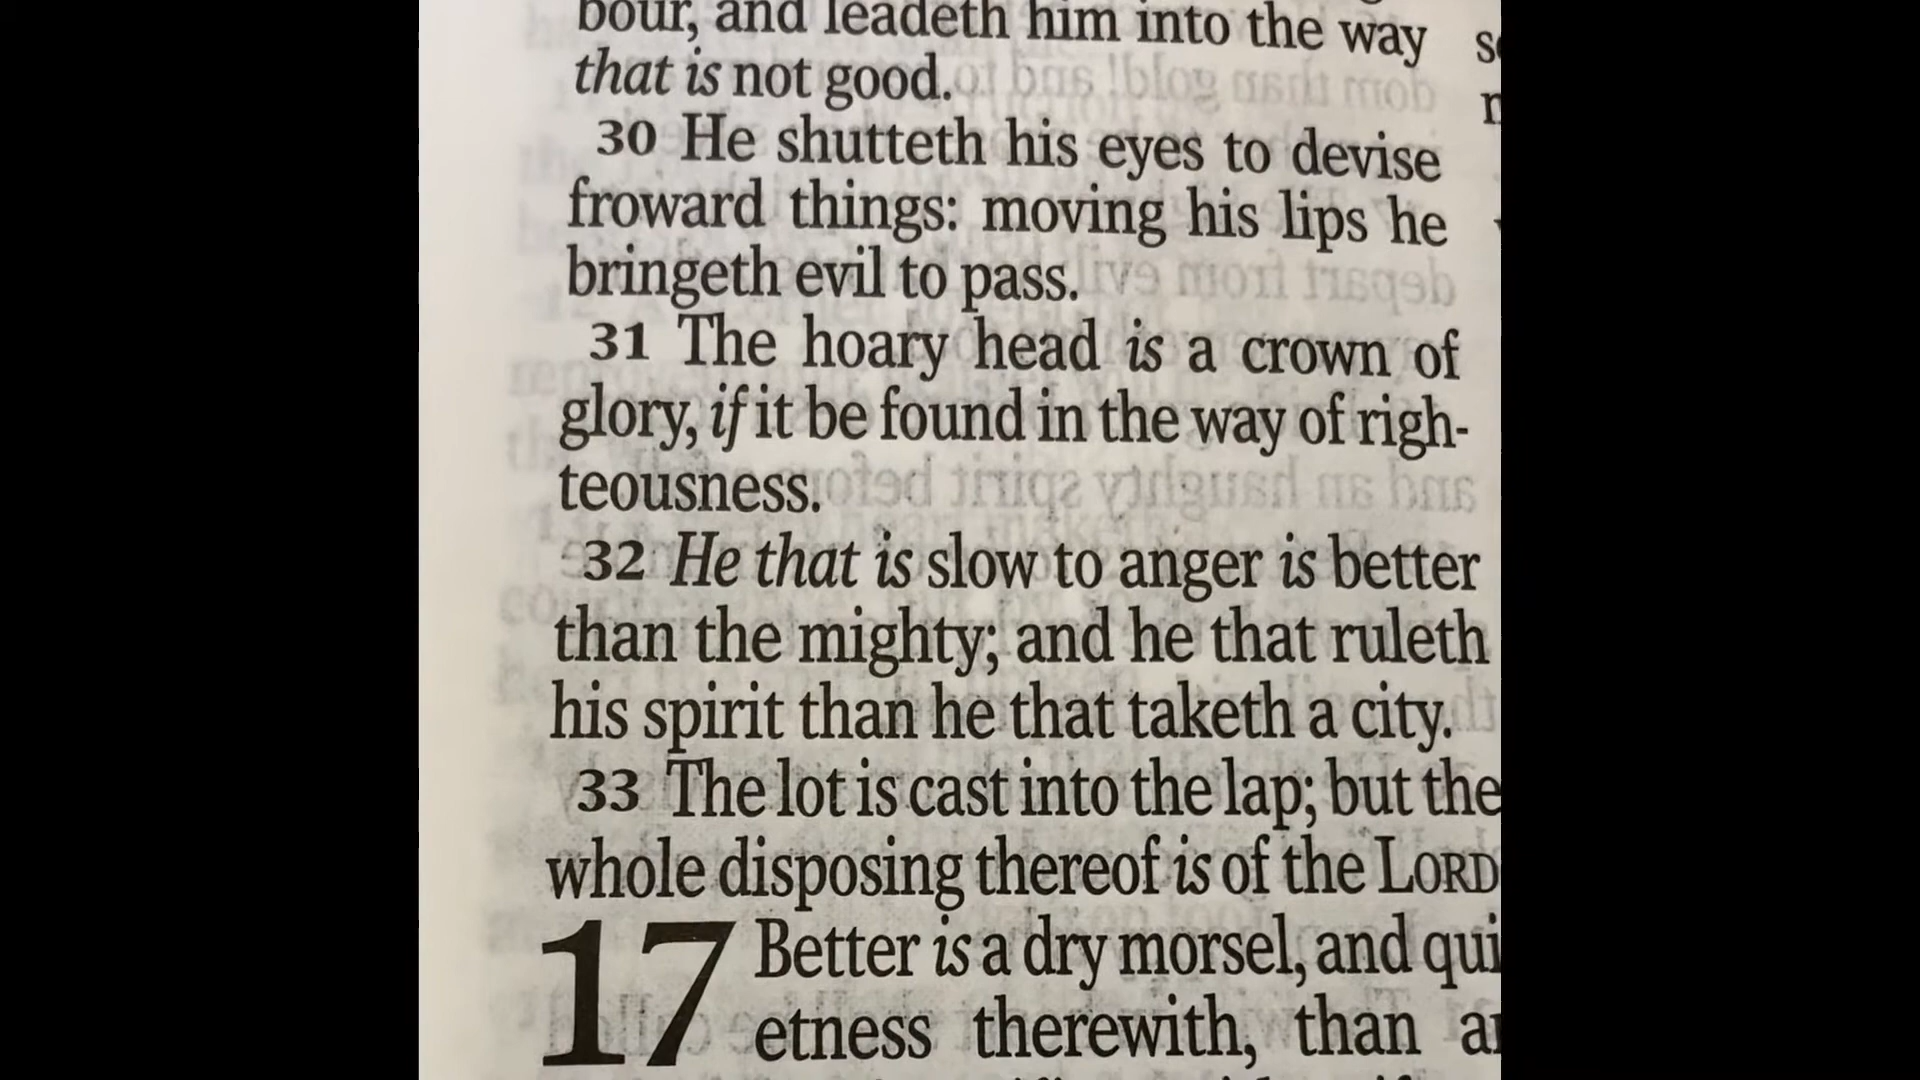 bour, and leadeth him into the way
that is not good.
30 He shutteth his eyes to devise
froward things: moving his lips he
bringeth evil to pass.
31 The hoary head is a crown of
glory, if it be found in the way of righ-
teousness.
32 He that is slow to anger is better
than the mighty; and he that ruleth
his spirit than he that taketh a city.
33 The lot is cast into the lap; but the
whole disposing thereof is of the LORD
17 Better is a dry morsel, and qui
etness therewith, than